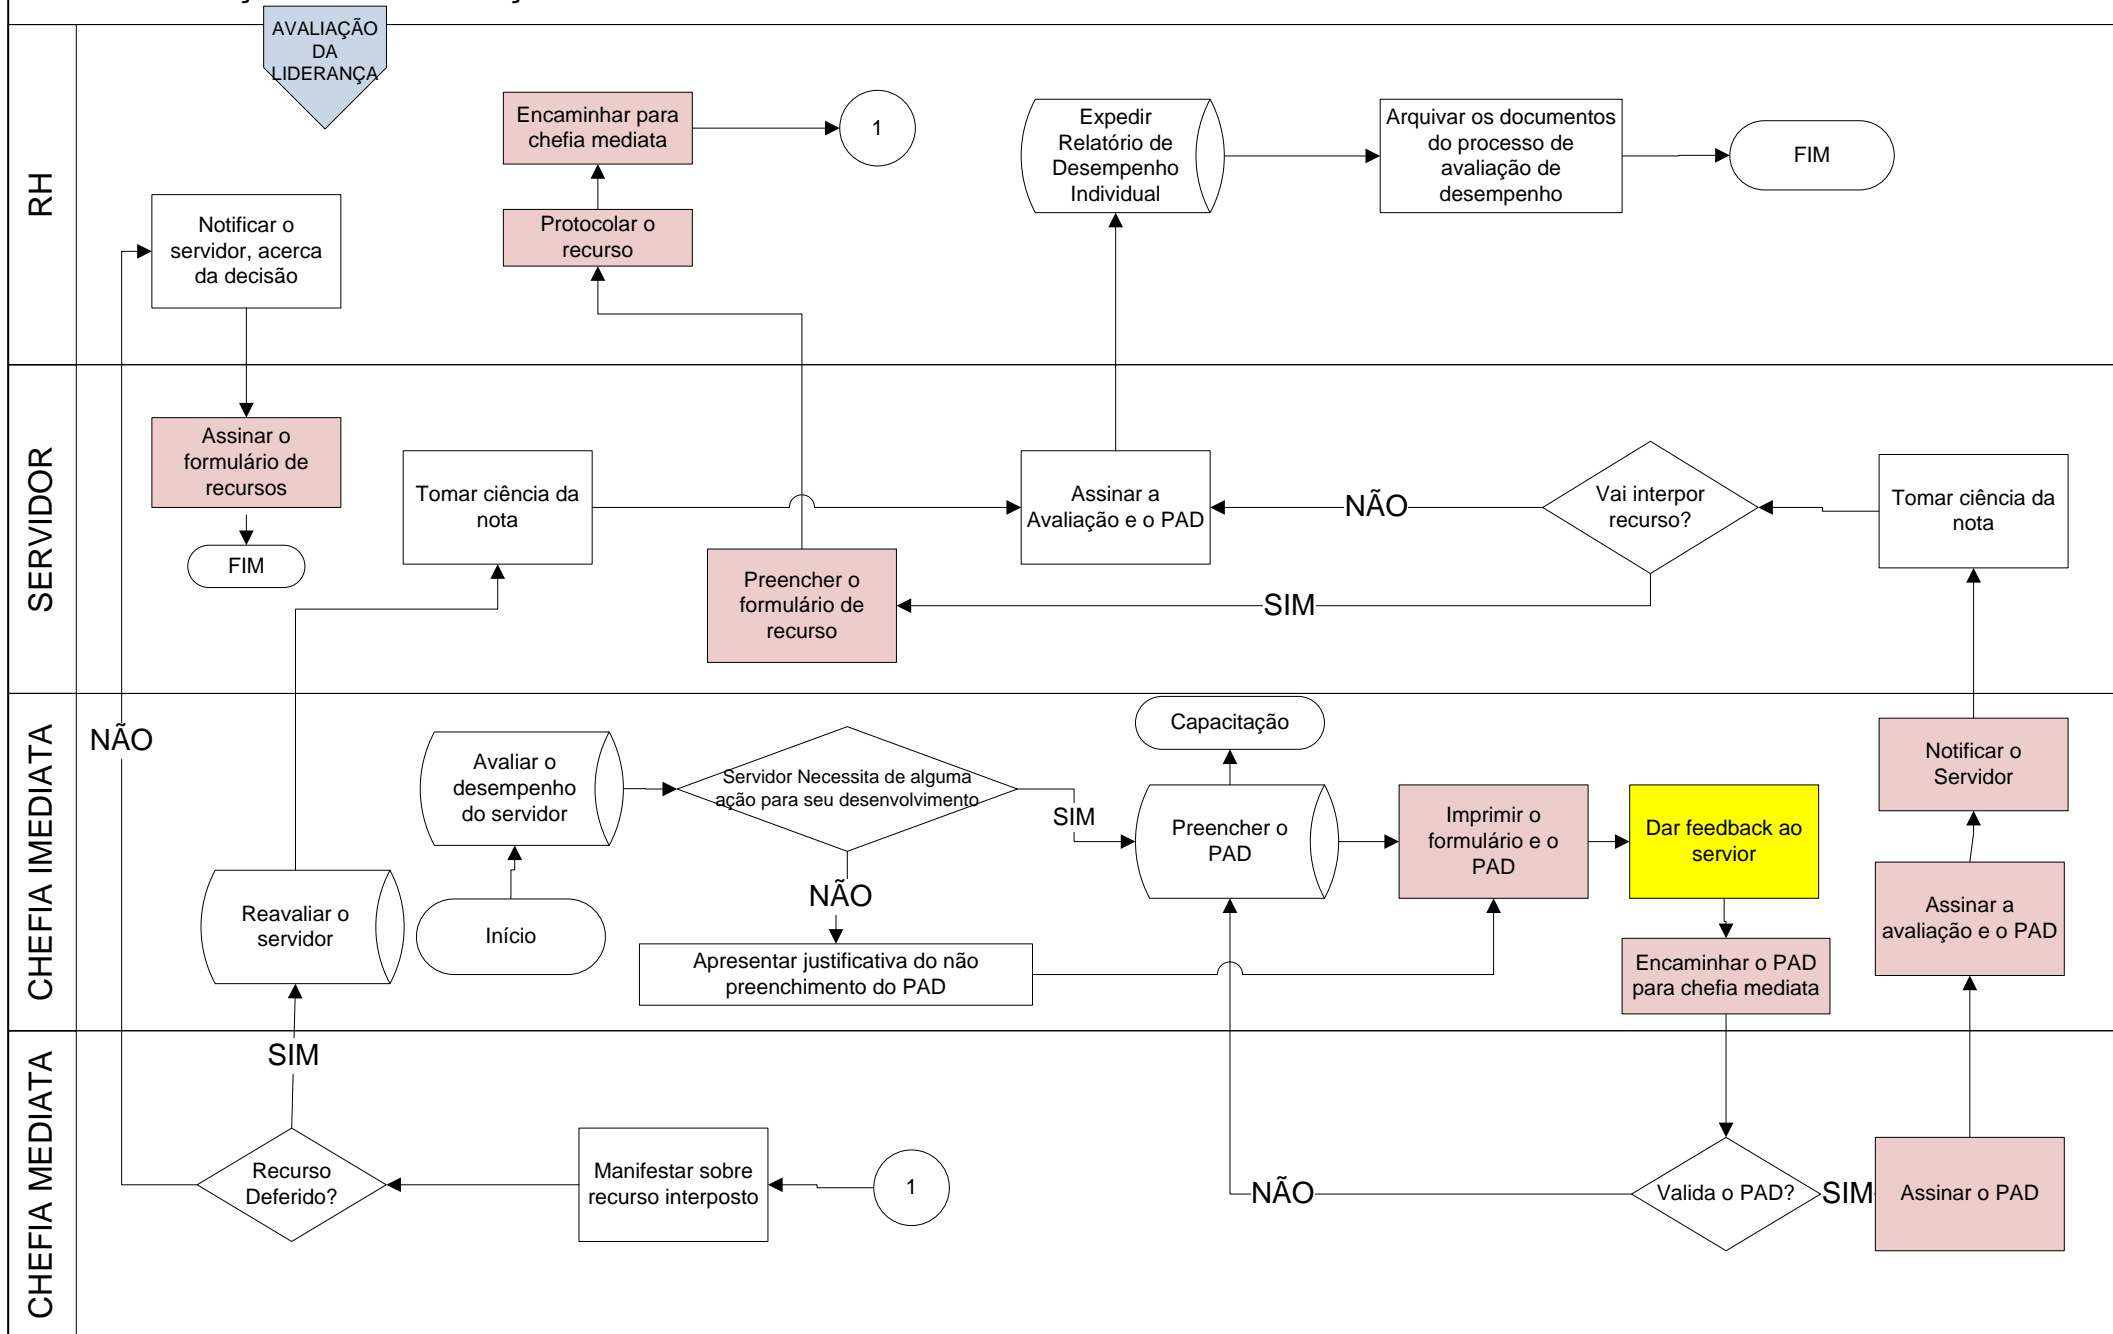 AVALIAÇÃO
DA
LIDERANÇA
RH
Encaminhar para
chefia mediata
1
Expedir
Relatório de
Desempenho
Individual
Arquivar os documentos
do processo de
avaliação de
desempenho
FIM
Notificar o
servidor, acerca
da decisão
Protocolar o
recurso
SERVIDOR
Assinar o
formulário de
recursos
FIM
Tomar ciência da
nota
Preencher o
formulário de
recurso
Assinar a
Avaliação e o PAD
NÃO
Vai interpor
recurso?
Tomar ciência da
nota
SIM
CHEFIA IMEDIATA
NÃO
Reavaliar o
servidor
Avaliar o
desempenho
do servidor
Início
Servidor Necessita de alguma
ação para seu desenvolvimento
SIM
NÃO
Apresentar justificativa do não
preenchimento do PAD
Capacitação
Preencher o
PAD
Imprimir o
formulário e o
PAD
Dar feedback ao
servior
Encaminhar o PAD
para chefia mediata
Notificar o
Servidor
Assinar a
avaliação e o PAD
CHEFIA MEDIATA
SIM
Recurso
Deferido?
Manifestar sobre
recurso interposto
1
NÃO
Valida o PAD?
SIM
Assinar o PAD